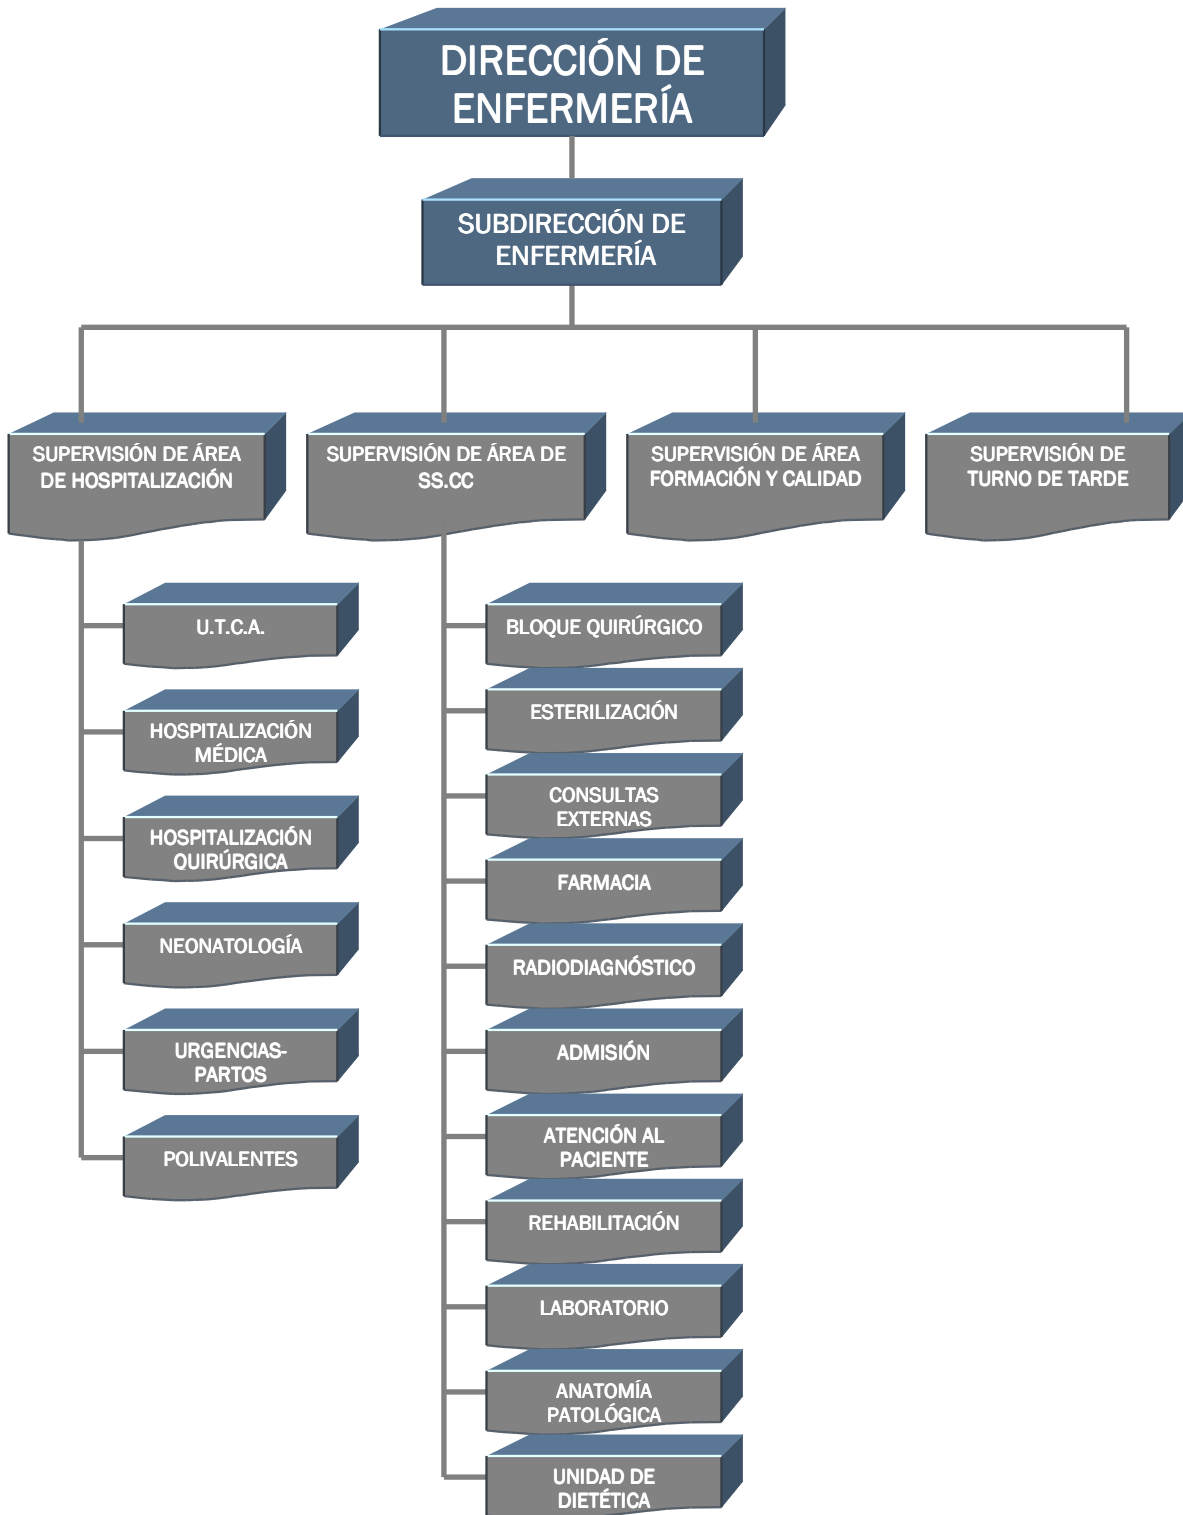 DIRECCIÓN DE
ENFERMERÍA
SUBDIRECCIÓN DE
ENFERMERÍA
SUPERVISIÓN DE ÁREA
DE HOSPITALIZACIÓN
SUPERVISIÓN DE ÁREA DE
SS.CC
SUPERVISIÓN DE ÁREA
FORMACIÓN Y CALIDAD
SUPERVISIÓN DE
TURNO DE TARDE
U.T.C.A.
HOSPITALIZACIÓN
MÉDICA
HOSPITALIZACIÓN
QUIRÚRGICA
NEONATOLOGÍA
URGENCIAS-
PARTOS
POLIVALENTES
BLOQUE QUIRÚRGICO
ESTERILIZACIÓN
CONSULTAS
EXTERNAS
FARMACIA
RADIODIAGNÓSTICO
ADMISIÓN
ATENCIÓN AL
PACIENTE
REHABILITACIÓN
LABORATORIO
ANATOMÍA
PATOLÓGICA
UNIDAD DE
DIETÉTICA